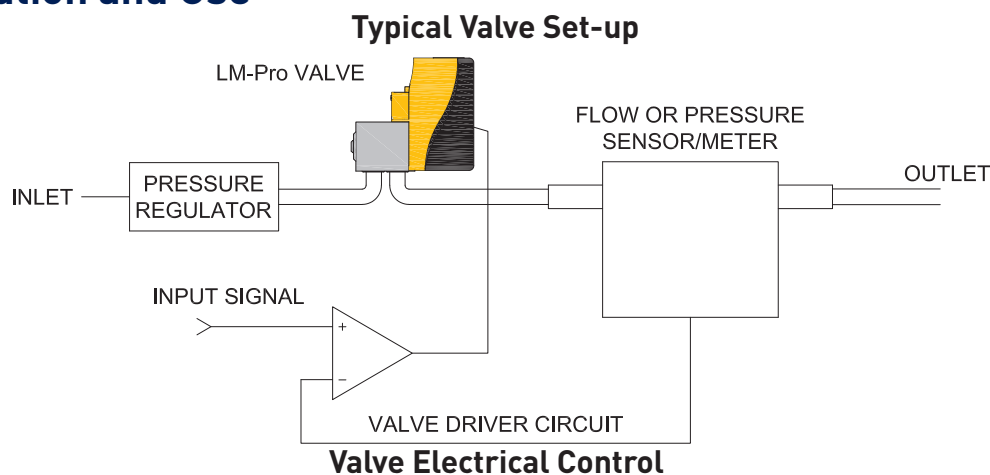 Typical Valve Set-up
LM-Pro VALVE
FLOW OR PRESSURE
SENSOR/METER
OUTLET
INLET
PRESSURE
REGULATOR
INPUT SIGNAL
+
−
VALVE DRIVER CIRCUIT
Valve Electrical Control